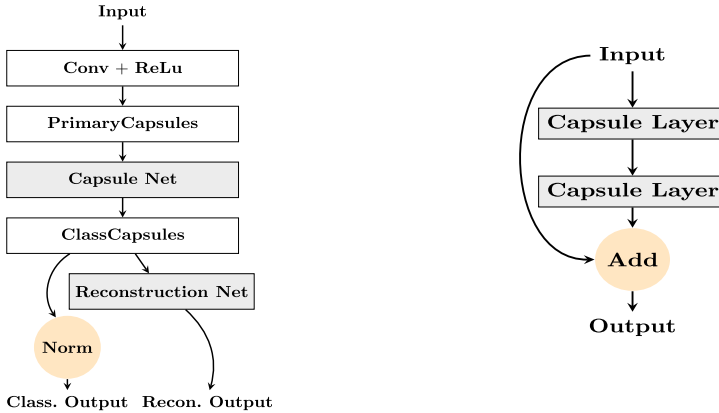 Input
Conv + ReLu
PrimaryCapsules
Capsule Net
ClassCapsules
Reconstruction Net
Norm
Class. Output
Recon. Output
Input
Capsule Layer
Capsule Layer
Add
Output